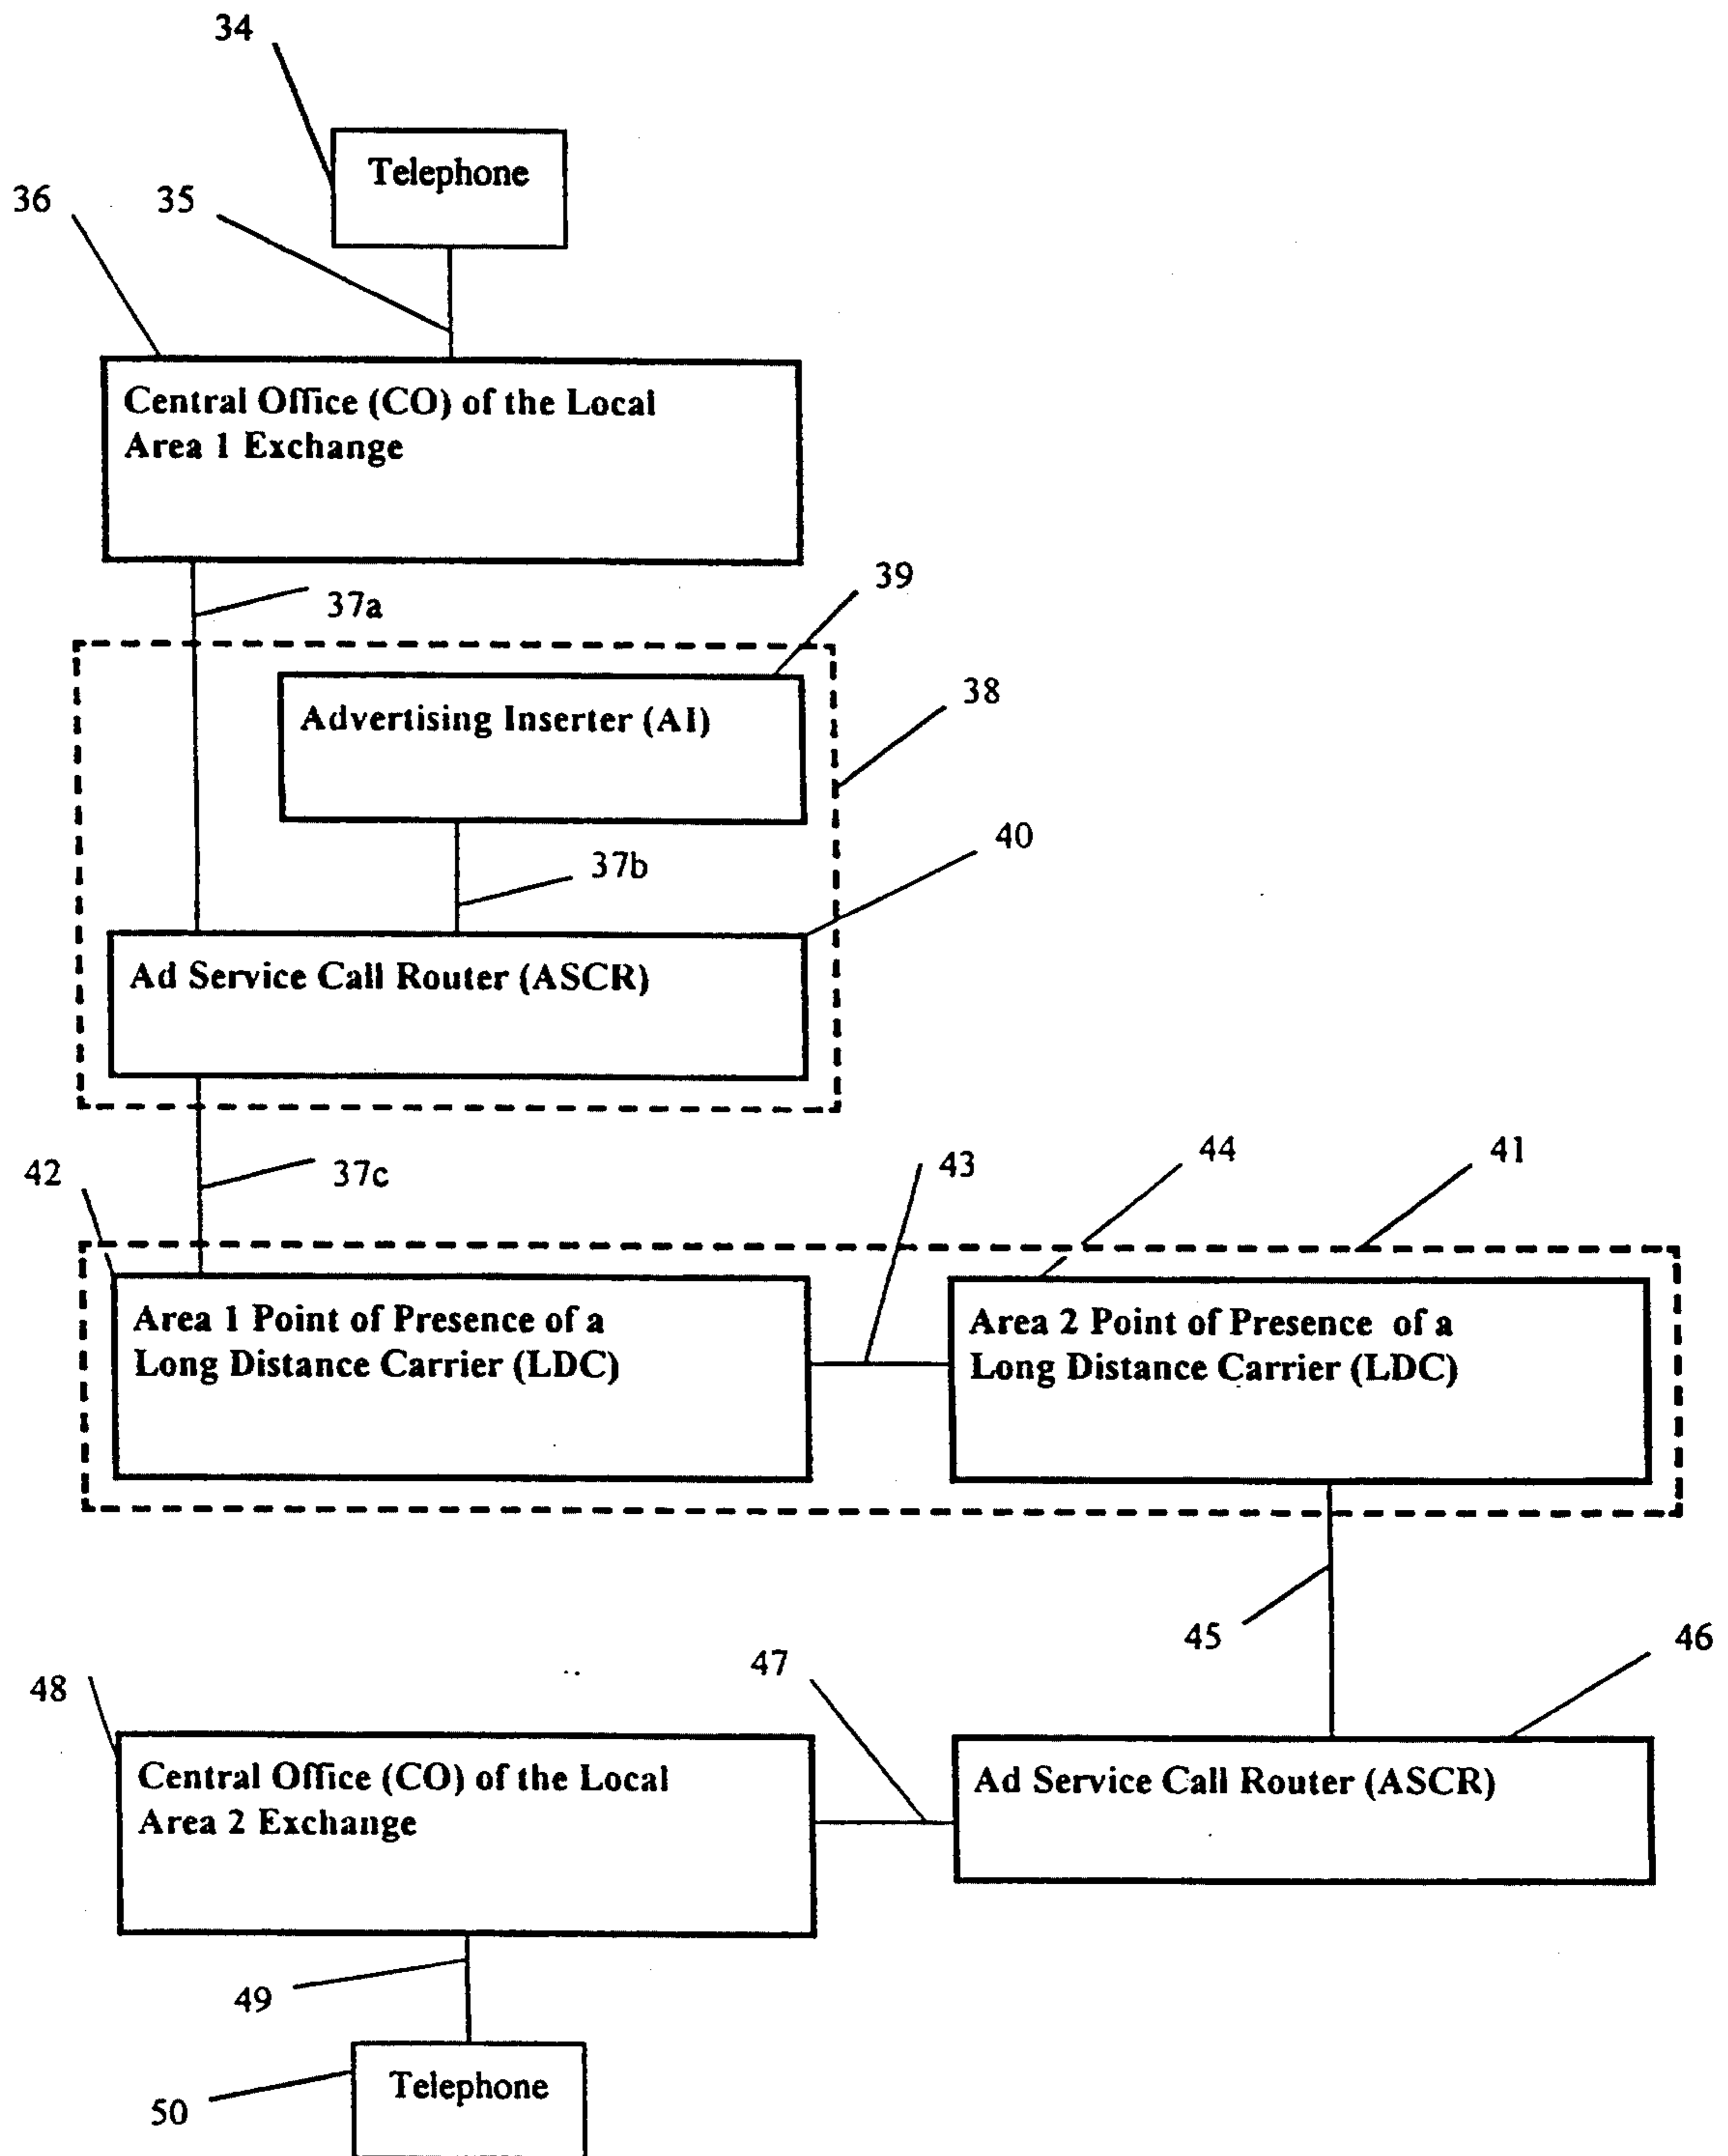 34
Telephone
36
35
Central Office (CO) of the Local
Area 1 Exchange
37a
39
Advertising Inserter (AI)
38
37b
40
Ad Service Call Router (ASCR)
37c
42
43
44
41
Area 1 Point of Presence of a
Long Distance Carrier (LDC)
Area 2 Point of Presence of a
Long Distance Carrier (LDC)
45
46
47
48
Central Office (CO) of the Local
Area 2 Exchange
Ad Service Call Router (ASCR)
49
Telephone
50